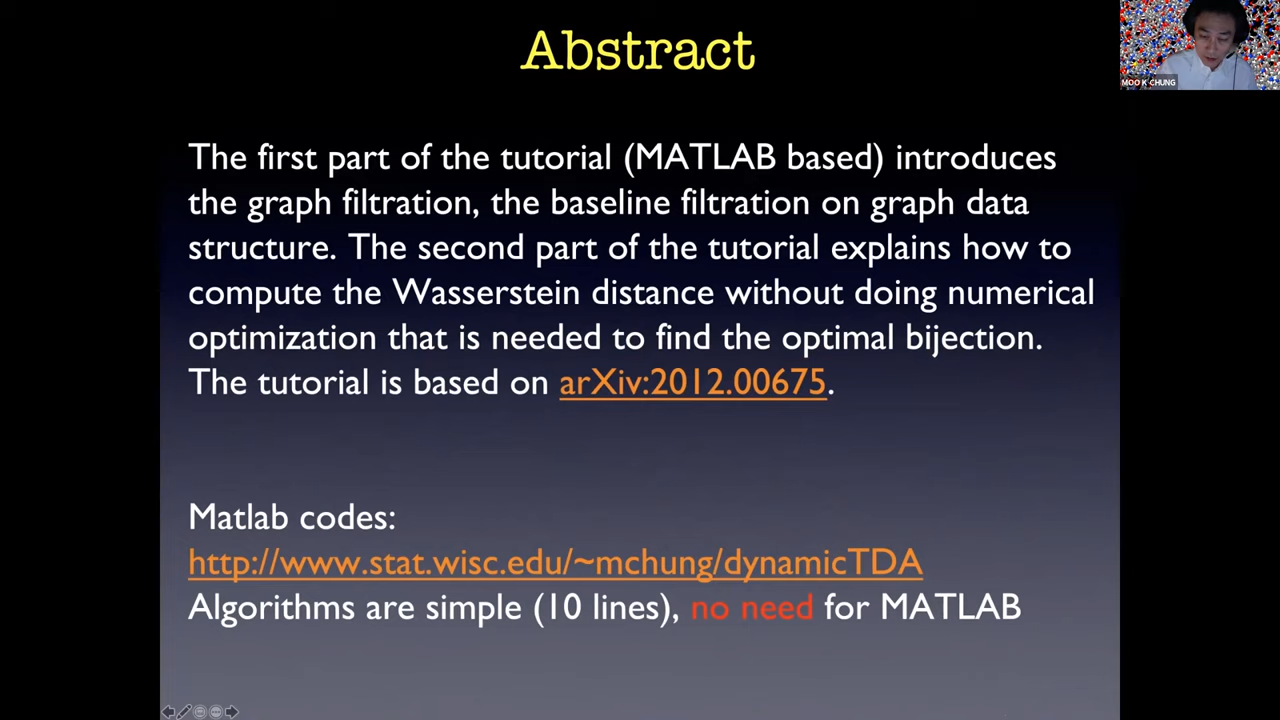 Abstract
MOO K CHUNG
The first part of the tutorial (MATLAB based) introduces
the graph filtration, the baseline filtration on graph data
structure. The second part of the tutorial explains how to
compute the Wasserstein distance without doing numerical
optimization that is needed to find the optimal bijection.
The tutorial is based on arXiv:2012.00675.
Matlab codes:
http://www.stat.wisc.edu/~mchung/dynamicTDA
Algorithms are simple (10 lines), no need for MATLAB